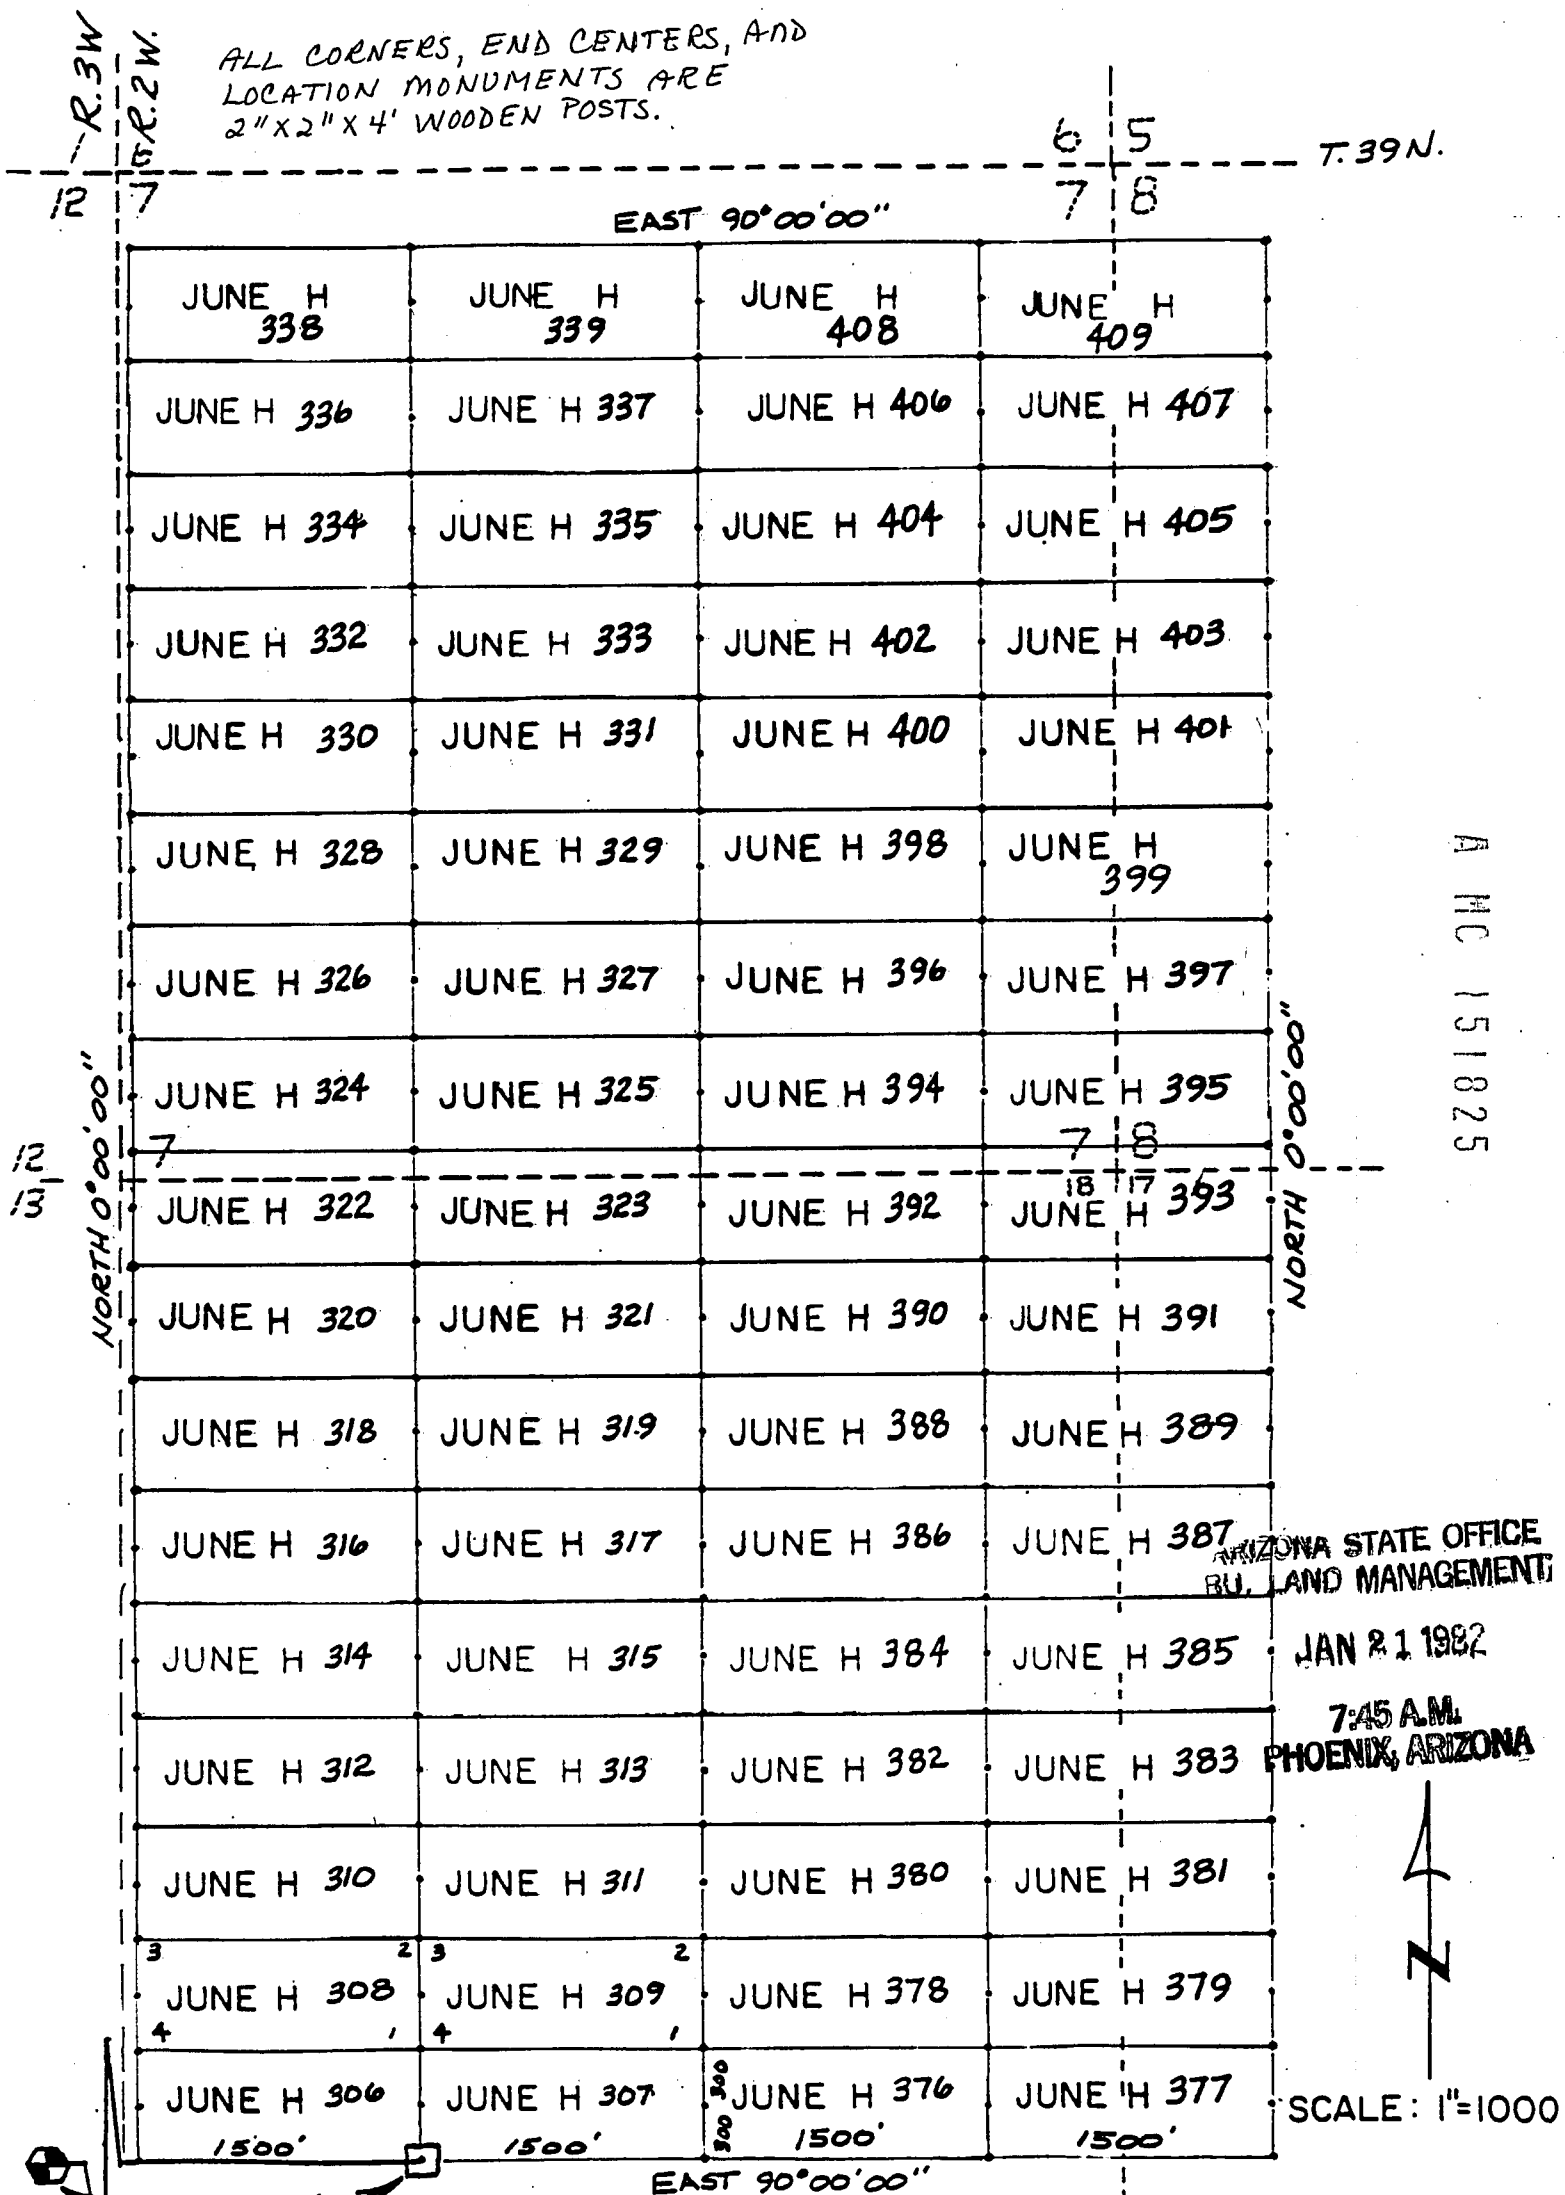 R.3W
R.2W.
ALL CORNERS, END CENTERS, AND
LOCATION MONUMENTS ARE
2"X2"X4' WOODEN POSTS.
6 5
T.39N.
12 7
7 8
EAST 90°00'00"
JUNE H 338 JUNE H 339 JUNE H 408 JUNE H 409
JUNE H 336 JUNE H 337 JUNE H 406 JUNE H 407
JUNE H 334 JUNE H 335 JUNE H 404 JUNE H 405
JUNE H 332 JUNE H 333 JUNE H 402 JUNE H 403
JUNE H 330 JUNE H 331 JUNE H 400 JUNE H 401
JUNE H 328 JUNE H 329 JUNE H 398 JUNE H 399
JUNE H 326 JUNE H 327 JUNE H 396 JUNE H 397
JUNE H 324 JUNE H 325 JUNE H 394 JUNE H 395
12 7 7 8
13 18 17
JUNE H 322 JUNE H 323 JUNE H 392 JUNE H 393
NORTH 0°00'00"
NORTH 0°00'00"
A MC 151825
JUNE H 320 JUNE H 321 JUNE H 390 JUNE H 391
JUNE H 318 JUNE H 319 JUNE H 388 JUNE H 389
JUNE H 316 JUNE H 317 JUNE H 386 JUNE H 387
ARIZONA STATE OFFICE
BU. LAND MANAGEMENT
JUNE H 314 JUNE H 315 JUNE H 384 JUNE H 385
JAN 21 1982
7:45 A.M.
PHOENIX, ARIZONA
JUNE H 312 JUNE H 313 JUNE H 382 JUNE H 383
JUNE H 310 JUNE H 311 JUNE H 380 JUNE H 381
N
3 2 3 2
JUNE H 308 JUNE H 309 JUNE H 378 JUNE H 379
4 1 4 1
JUNE H 306 JUNE H 307 JUNE H 376 JUNE H 377
300 300
1500' 1500' 1500' 1500'
SCALE: 1"=1000
EAST 90°00'00"